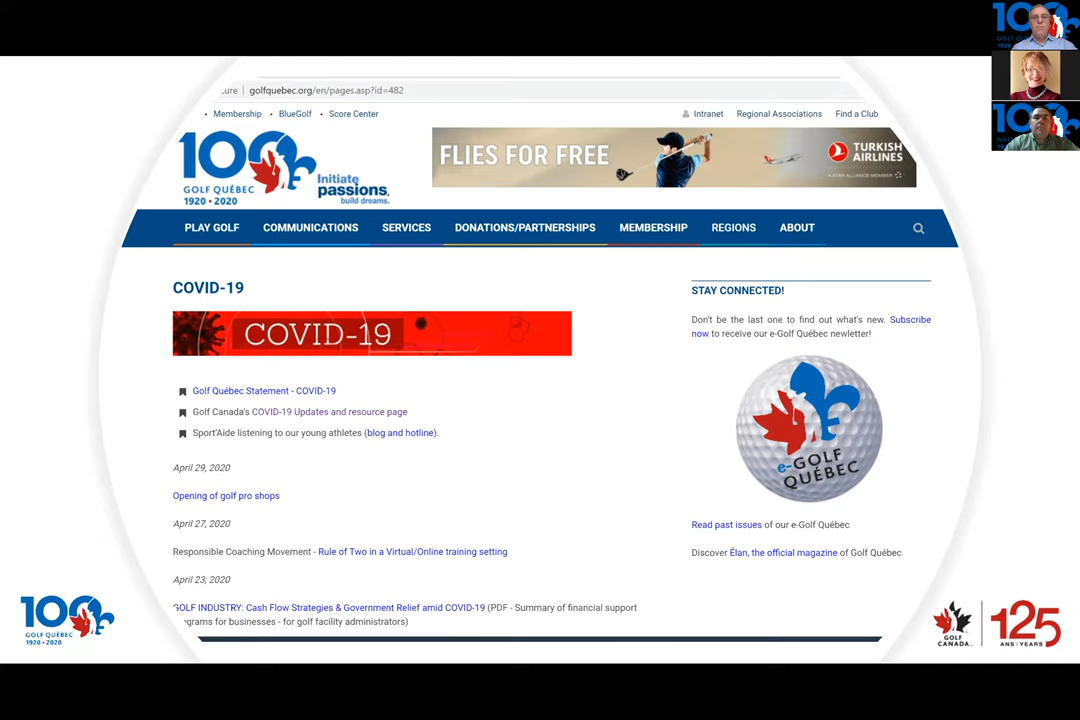 ure | golfquebec.org/en/pages.asp?id=482
• Membership • BlueGolf • Score Center
Intranet Regional Associations Find a Club
100
GOLF QUÉBEC
1920 • 2020
Initiate
passions,
build dreams.
FLIES FOR FREE
TURKISH
AIRLINES
A STAR ALLIANCE MEMBER
PLAY GOLF COMMUNICATIONS SERVICES DONATIONS/PARTNERSHIPS MEMBERSHIP REGIONS ABOUT
COVID-19
COVID-19
Golf Québec Statement - COVID-19
Golf Canada's COVID-19 Updates and resource page
Sport'Aide listening to our young athletes (blog and hotline).
April 29, 2020
Opening of golf pro shops
April 27, 2020
Responsible Coaching Movement - Rule of Two in a Virtual/Online training setting
April 23, 2020
GOLF INDUSTRY: Cash Flow Strategies & Government Relief amid COVID-19 (PDF - Summary of financial support
ograms for businesses - for golf facility administrators)
STAY CONNECTED!
Don't be the last one to find out what's new. Subscribe
now to receive our e-Golf Québec newletter!
e-GOLF
QUÉBEC
Read past issues of our e-Golf Québec
Discover Élan, the official magazine of Golf Québec
100
GOLF QUÉBEC
1920 • 2020
GOLF
CANADA
125
ANS | YEARS